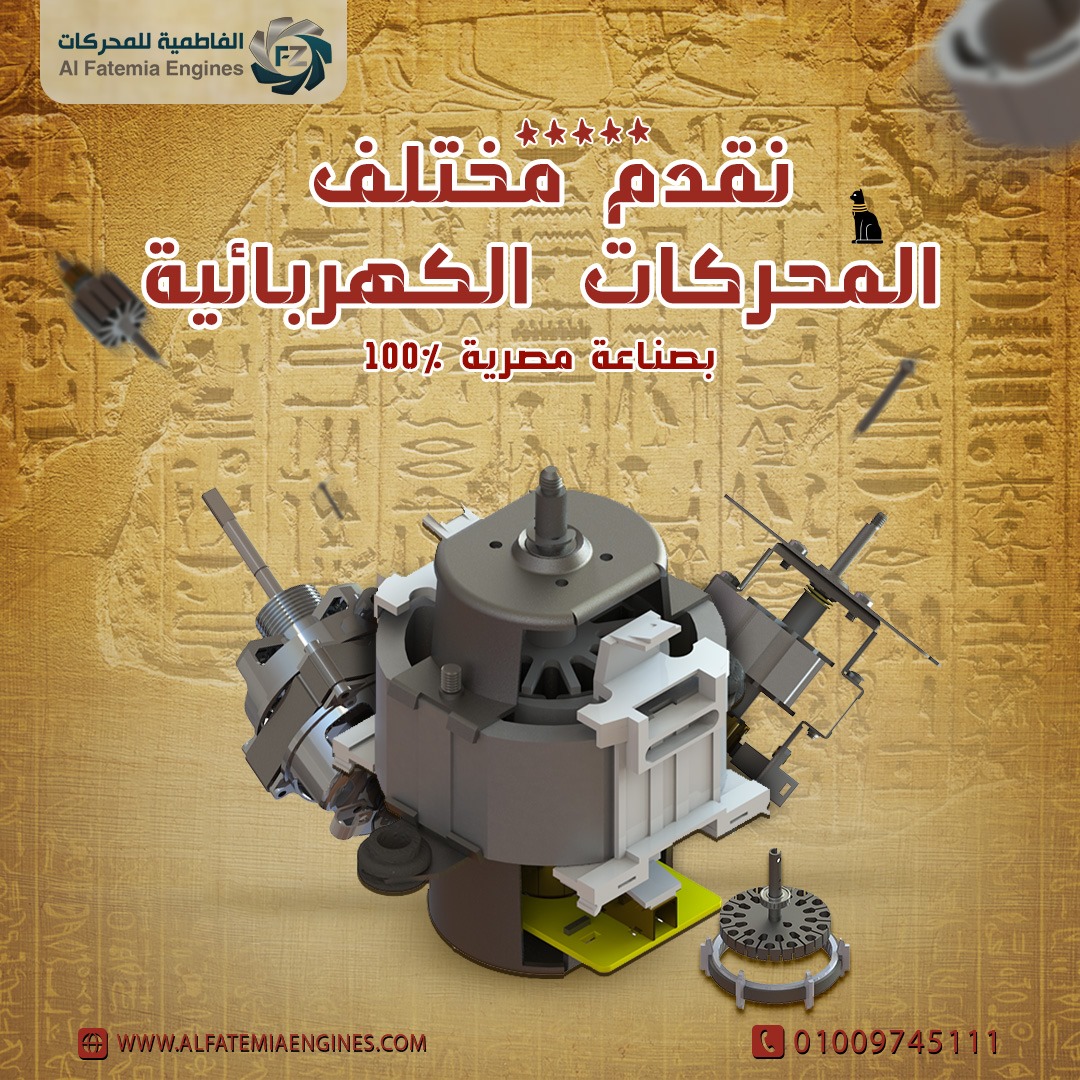 الفاطمية للمحركات
Al Fatemia Engines
FZ
نقدم مختلف
المحركات الكهربائية
بصناعة مصرية 100%
WWW.ALFATEMIAENGINES.COM
01009745111